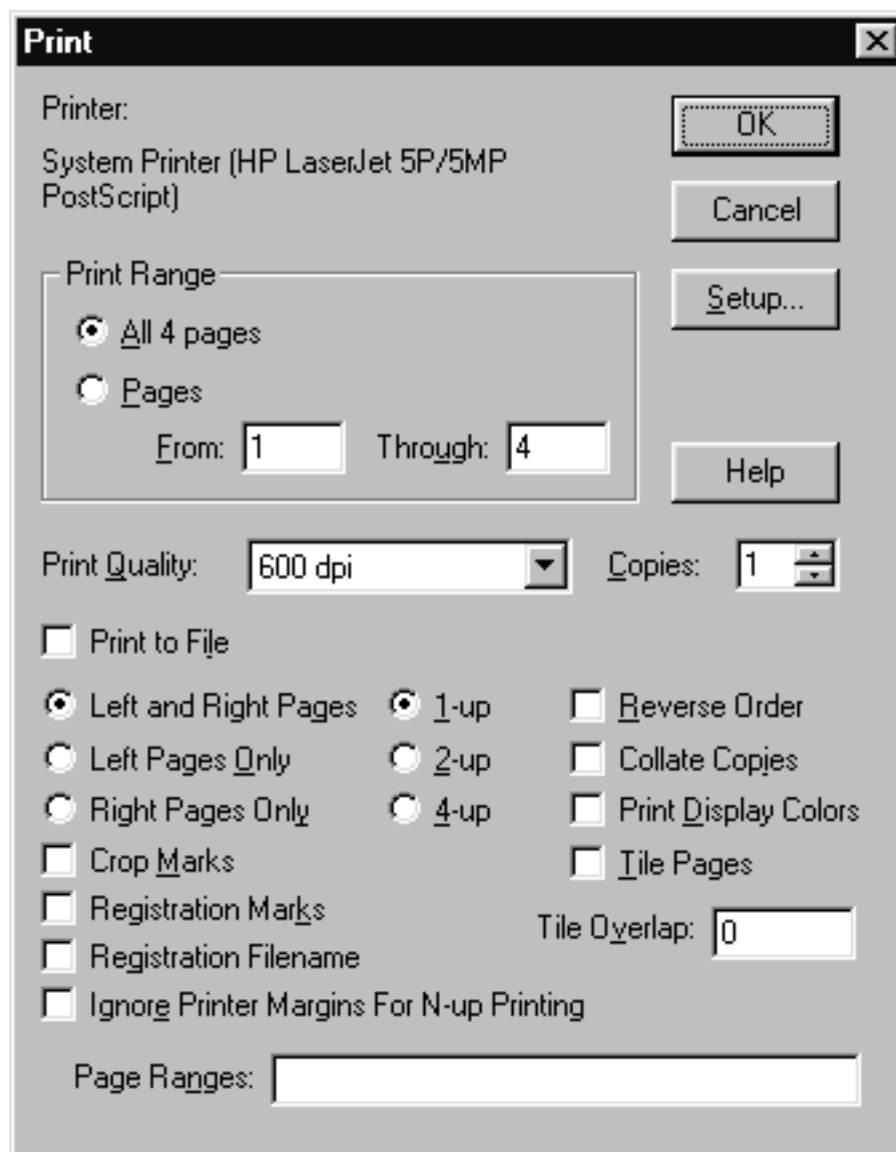 Print
Printer:
OK
System Printer (HP LaserJet 5P/5MP
PostScript)
Cancel
Print Range
Setup...
All 4 pages
Pages
From: 1 Through: 4
Help
Print Quality: 600 dpi Copies: 1
Print to File
Left and Right Pages 1-up Reverse Order
Left Pages Only 2-up Collate Copies
Right Pages Only 4-up Print Display Colors
Crop Marks Tile Pages
Registration Marks
Tile Overlap: 0
Registration Filename
Ignore Printer Margins For N-up Printing
Page Ranges: